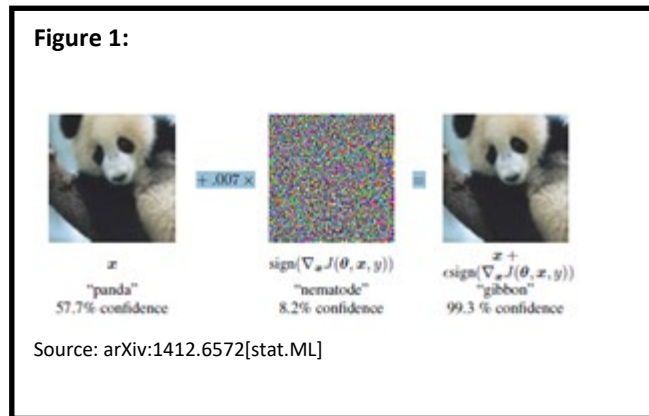 Figure 1:
+ .007 ×
=
x
"panda"
57.7% confidence
sign(∇ₓJ(θ, x, y))
"nematode"
8.2% confidence
x +
εsign(∇ₓJ(θ, x, y))
"gibbon"
99.3 % confidence
Source: arXiv:1412.6572[stat.ML]